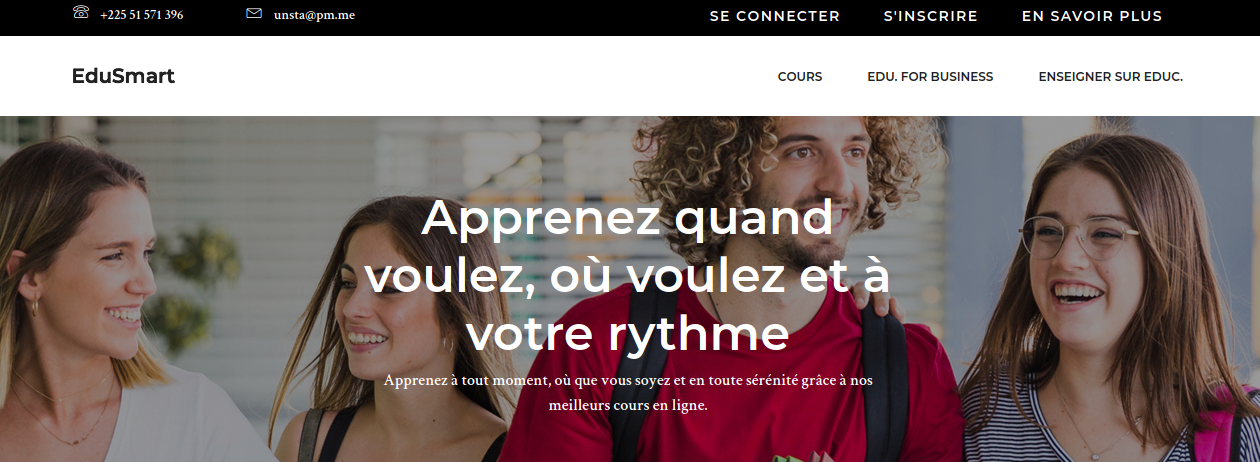 +225 51 571 396 unsta@pm.me SE CONNECTER S'INSCRIRE EN SAVOIR PLUS
EduSmart COURS EDU. FOR BUSINESS ENSEIGNER SUR EDUC.
Apprenez quand
voulez, où voulez et à
votre rythme
Apprenez à tout moment, où que vous soyez et en toute sérénité grâce à nos
meilleurs cours en ligne.